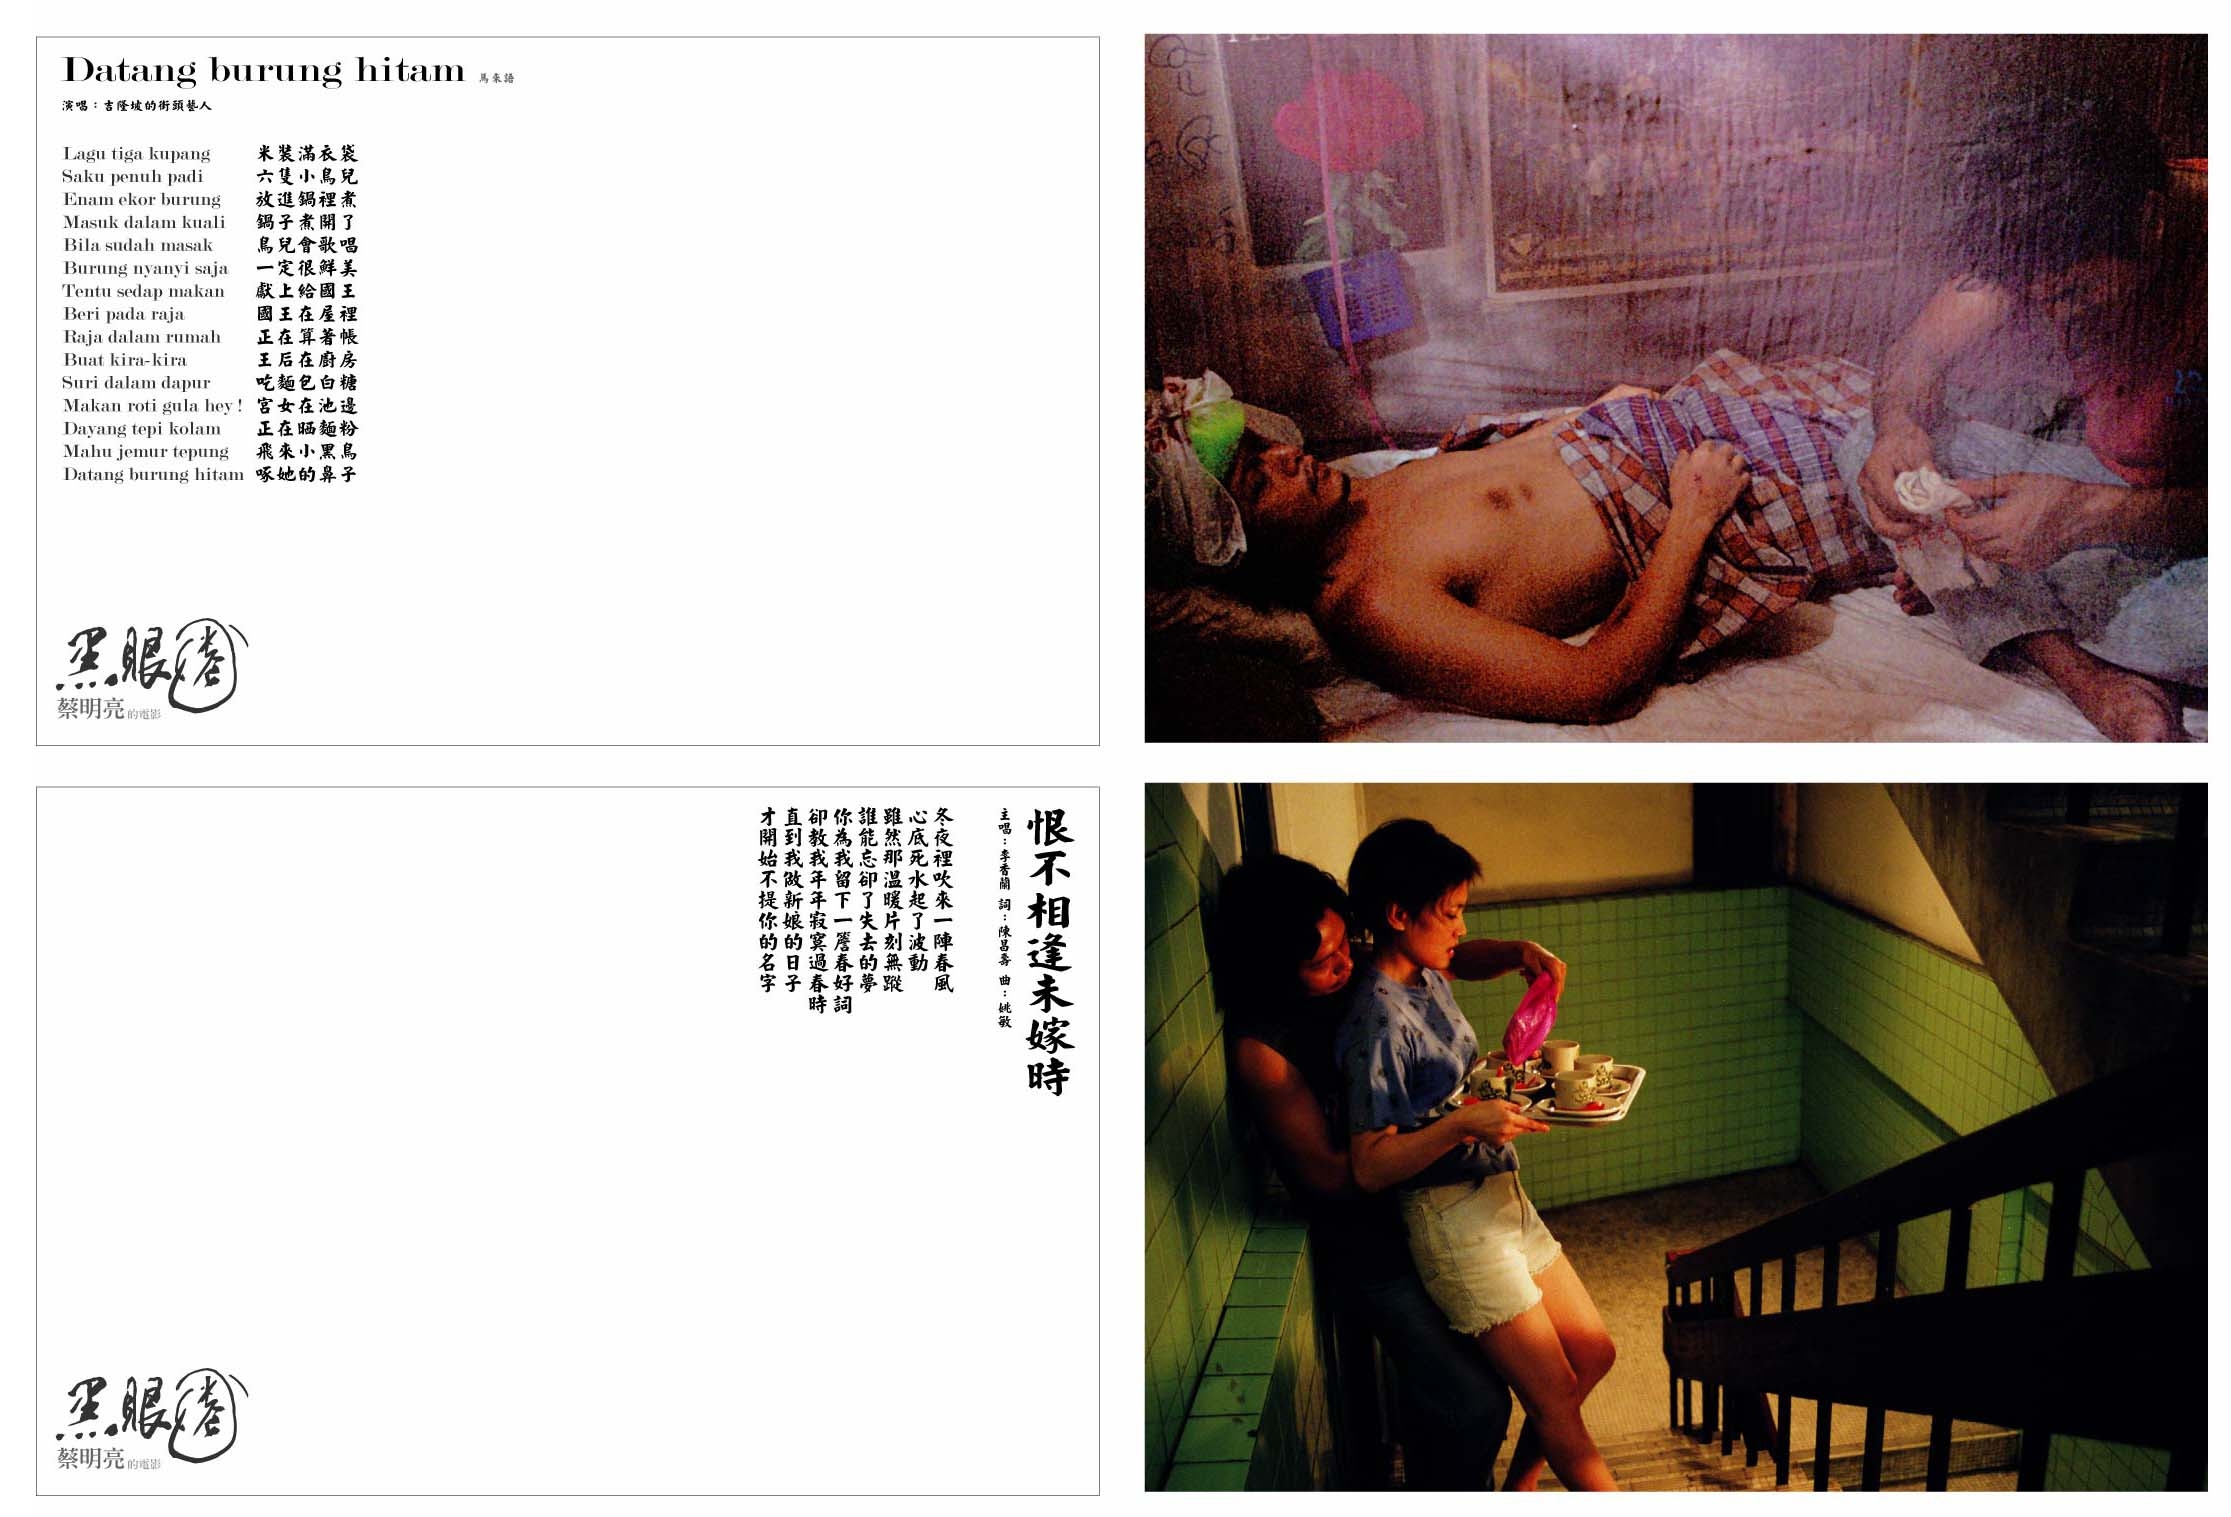 Datang burung hitam 馬來語
演唱：吉隆坡的街頭藝人
Lagu tiga kupang 米裝滿衣袋
Saku penuh padi 六隻小鳥兒
Enam ekor burung 放進鍋裡煮
Masuk dalam kuali 鍋子煮開了
Bila sudah masak 鳥兒會歌唱
Burung nyanyi saja 一定很鮮美
Tentu sedap makan 獻上給國王
Beri pada raja 國王在屋裡
Raja dalam rumah 正在算著帳
Buat kira-kira 王后在廚房
Suri dalam dapur 吃麵包白糖
Makan roti gula hey! 宮女在池邊
Dayang tepi kolam 正在晒麵粉
Mahu jemur tepung 飛來小黑鳥
Datang burung hitam 啄她的鼻子
黑眼圈
蔡明亮的電影
恨不相逢未嫁時
主唱：李香蘭 詞：陳昌壽 曲：姚敏
冬夜裡吹來一陣春風
心底死水起了波動
雖然那溫暖片刻無蹤
誰能忘卻了失去的夢
你為我留下一簷春好詞
卻教我年年寂寞過春時
直到我做新娘的日子
才開始不提你的名字
黑眼圈
蔡明亮的電影